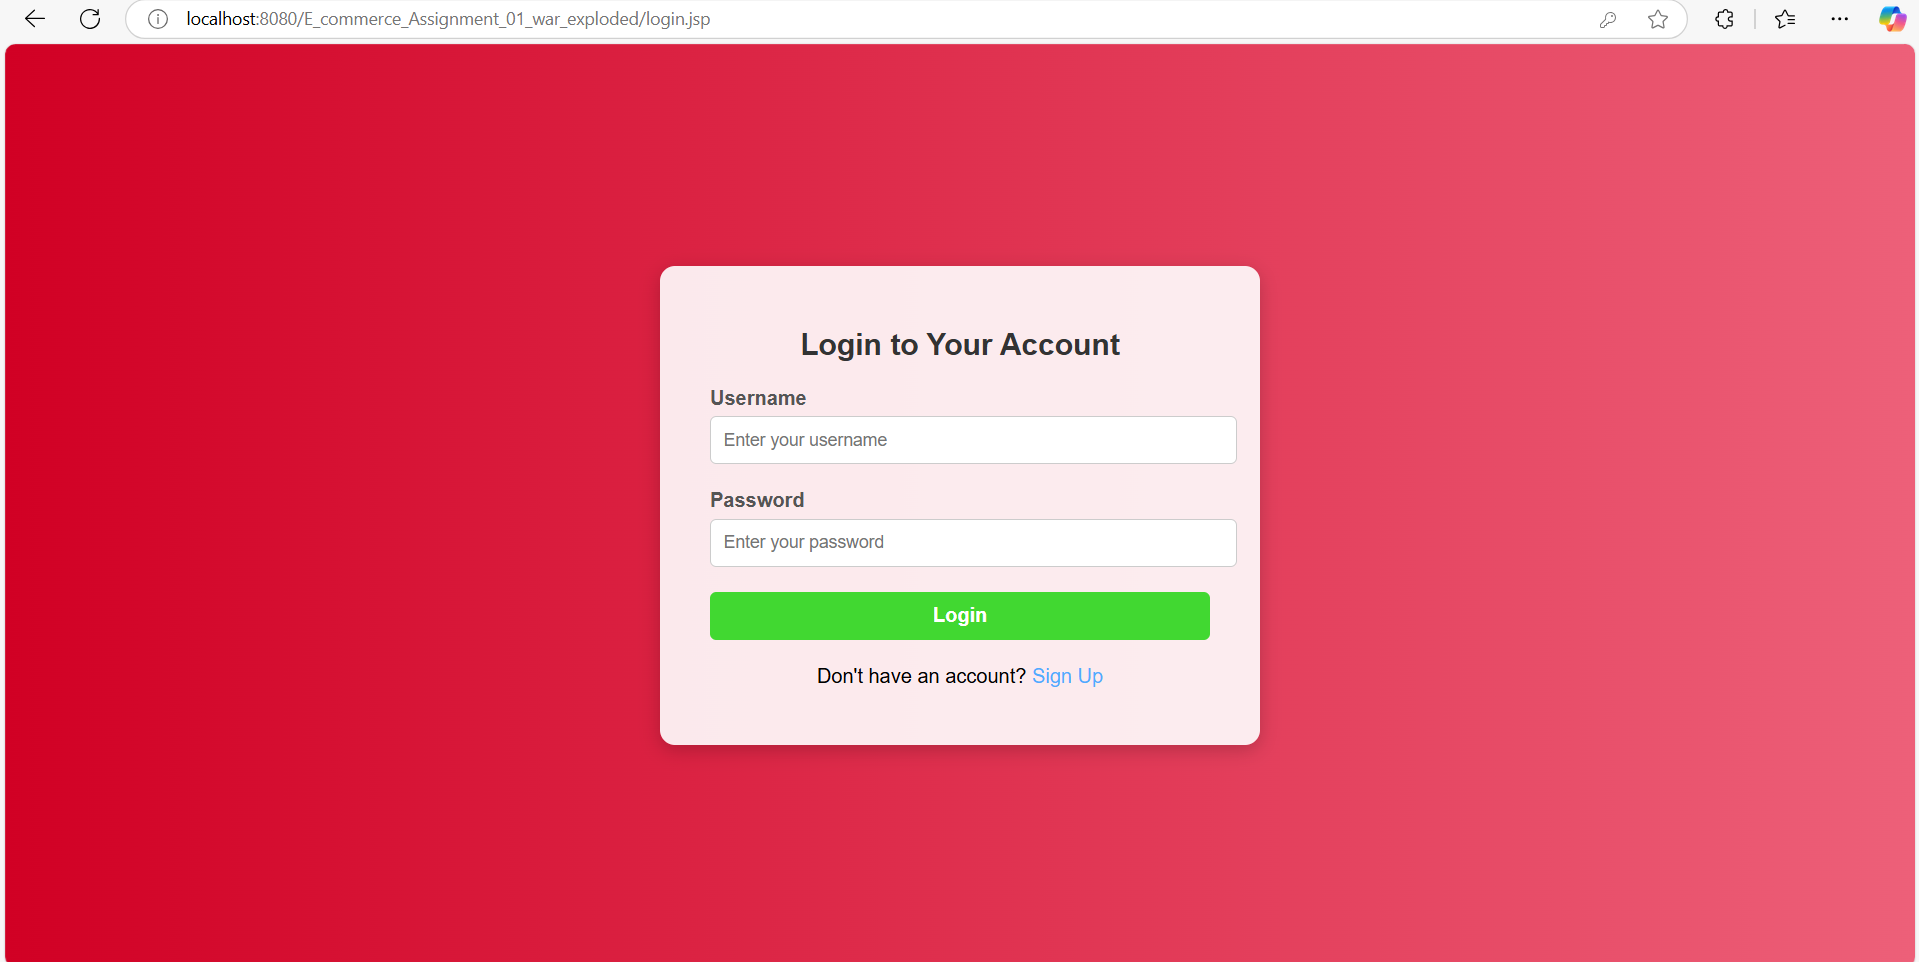 localhost:8080/E_commerce_Assignment_01_war_exploded/login.jsp
Login to Your Account
Username
Enter your username
Password
Enter your password
Login
Don't have an account? Sign Up